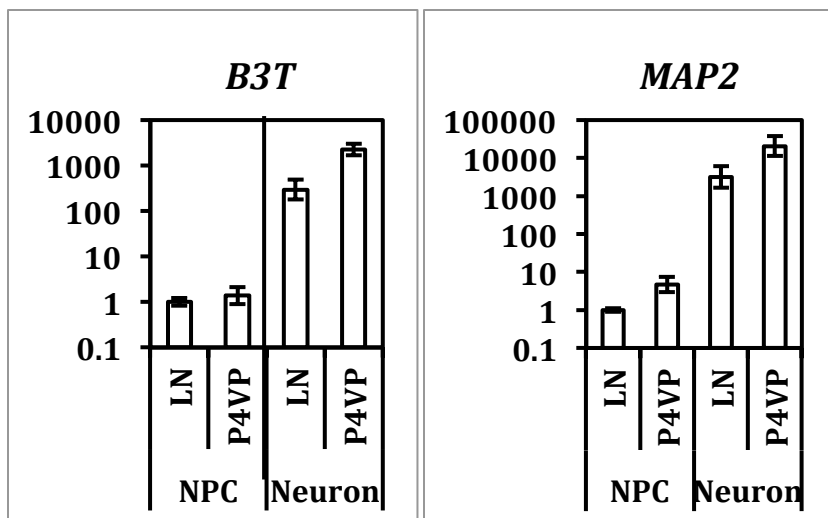 B3T
10000
1000
100
10
1
0.1
LN
P4VP
LN
P4VP
NPC
Neuron
MAP2
100000
10000
1000
100
10
1
0.1
LN
P4VP
LN
P4VP
NPC
Neuron